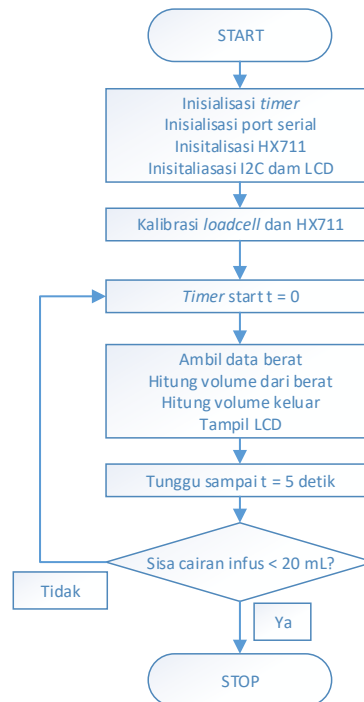 START
Inisialisasi timer
Inisialisasi port serial
Inisitalisasi HX711
Inisitaliasasi I2C dam LCD
Kalibrasi loadcell dan HX711
Timer start t = 0
Ambil data berat
Hitung volume dari berat
Hitung volume keluar
Tampil LCD
Tunggu sampai t = 5 detik
Sisa cairan infus < 20 mL?
Tidak
Ya
STOP